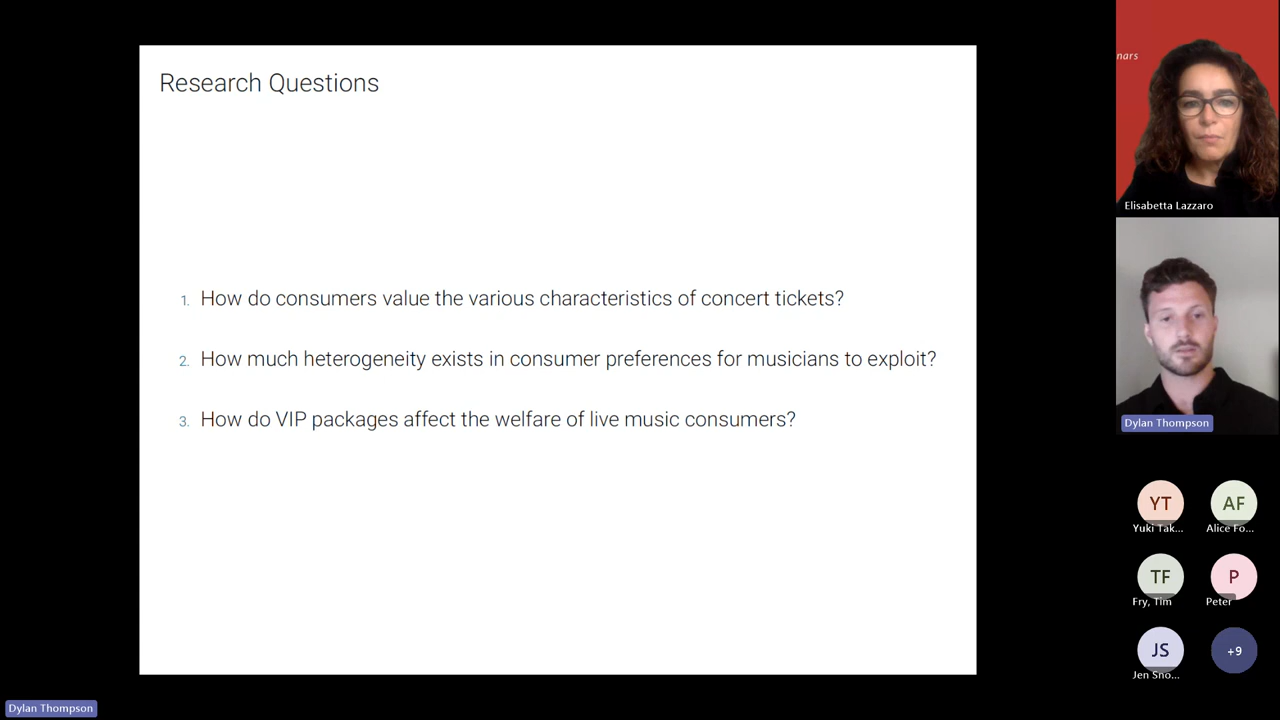 Research Questions
1. How do consumers value the various characteristics of concert tickets?
2. How much heterogeneity exists in consumer preferences for musicians to exploit?
3. How do VIP packages affect the welfare of live music consumers?
nars
Elisabetta Lazzaro
Dylan Thompson
YT
AF
Yuki Tak...
Alice Fo...
TF
P
Fry, Tim
Peter
JS
+9
Jen Sno...
Dylan Thompson